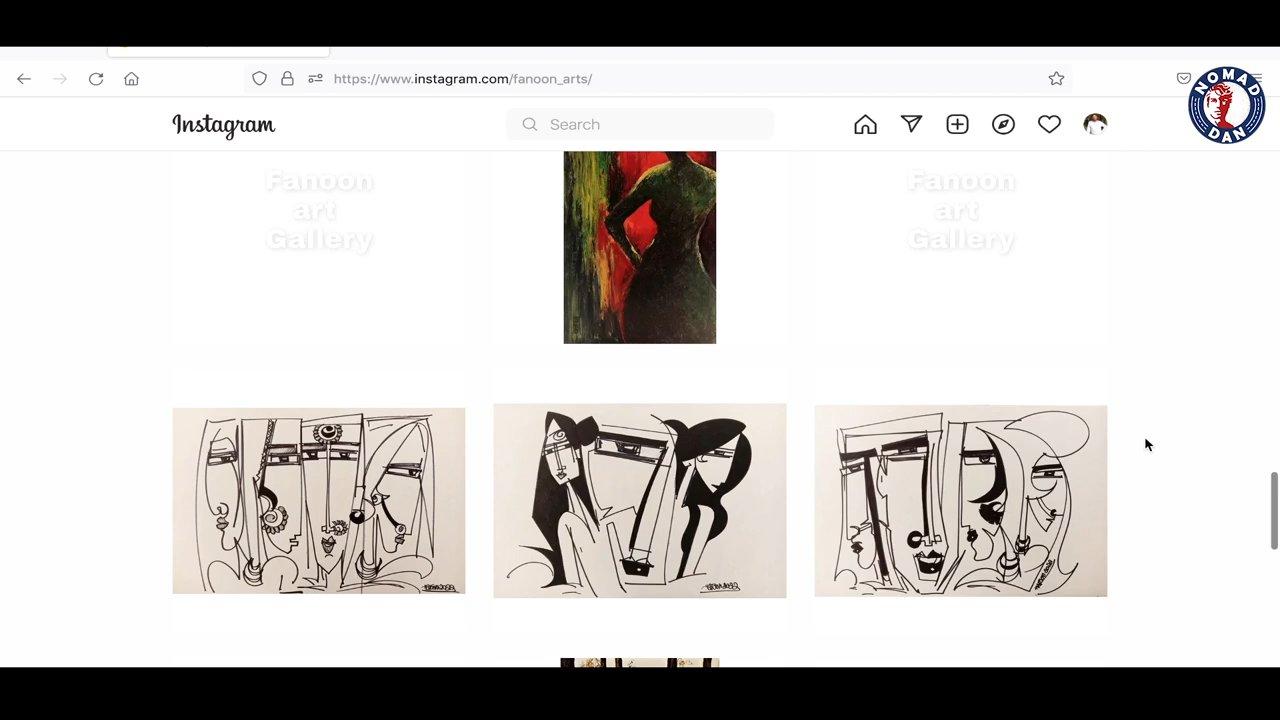 https://www.instagram.com/fanoon_arts/
NOMAD
DAN
Instagram
Search
Fanoon
art
Gallery
Fanoon
art
Gallery